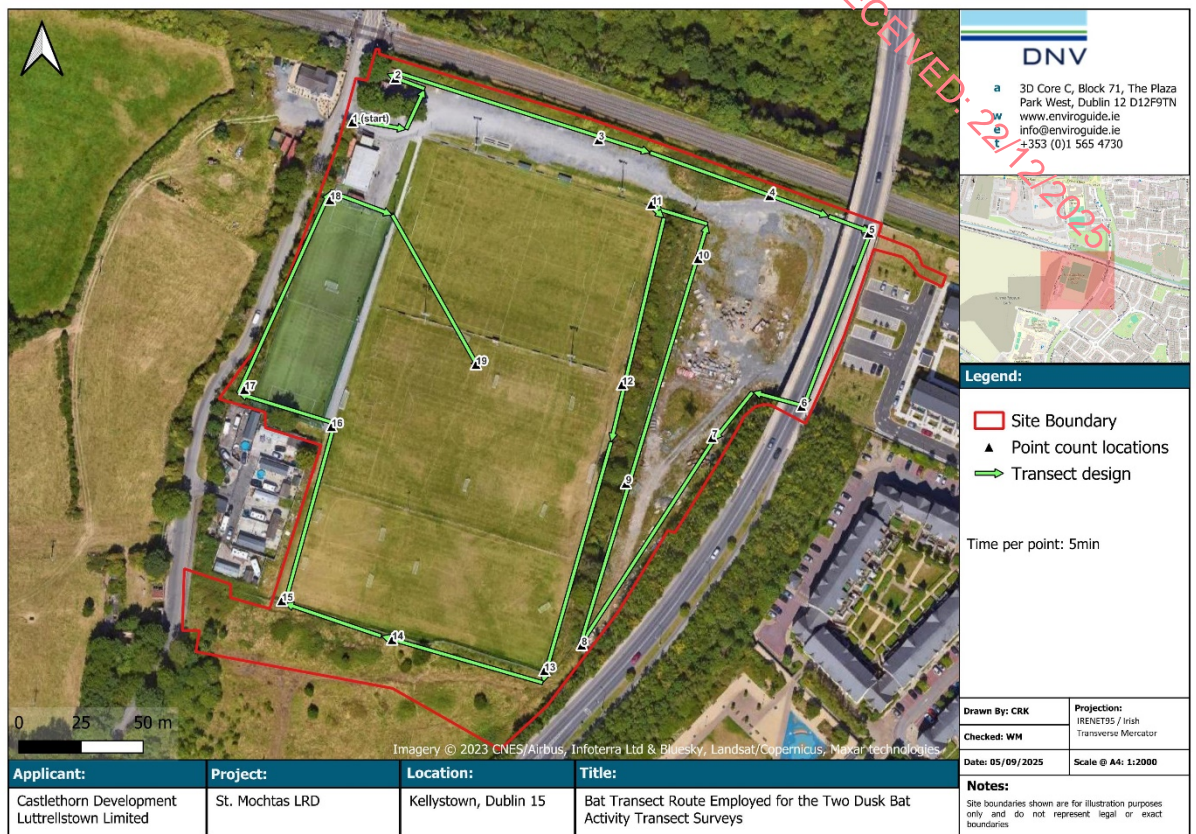 RECEIVED: 22/12/2025
DNV
a 3D Core C, Block 71, The Plaza
Park West, Dublin 12 D12F9TN
w www.enviroguide.ie
e info@enviroguide.ie
t +353 (0)1 565 4730
1 (start)
2
3
4
5
6
7
8
9
10
11
12
13
14
15
16
17
18
19
Legend:
Site Boundary
Point count locations
Transect design
Time per point: 5min
0 25 50 m
Imagery © 2023 CNES/Airbus, Infoterra Ltd & Bluesky, Landsat/Copernicus, Maxar technologies
Drawn By: CRK
Checked: WM
Date: 05/09/2025
Projection:
IRENET95 / Irish
Transverse Mercator
Scale @ A4: 1:2000
Notes:
Site boundaries shown are for illustration purposes
only and do not represent legal or exact
boundaries
Applicant:
Castlethorn Development
Luttrellstown Limited
Project:
St. Mochtas LRD
Location:
Kellystown, Dublin 15
Title:
Bat Transect Route Employed for the Two Dusk Bat
Activity Transect Surveys